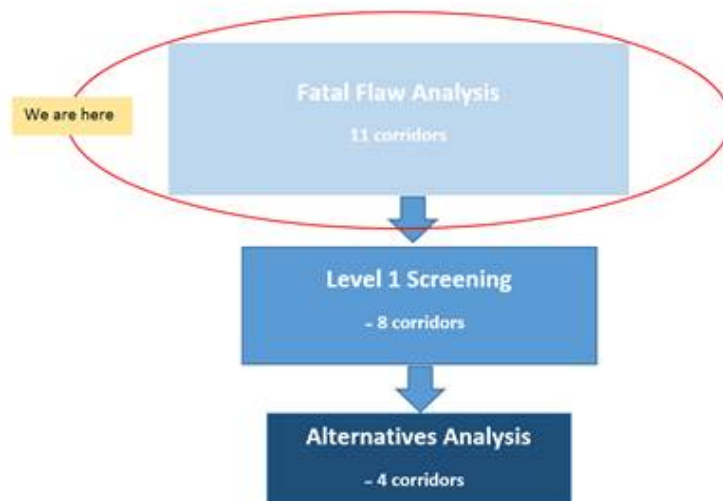 Fatal Flaw Analysis
We are here
11 corridors
Level 1 Screening
~ 8 corridors
Alternatives Analysis
~ 4 corridors